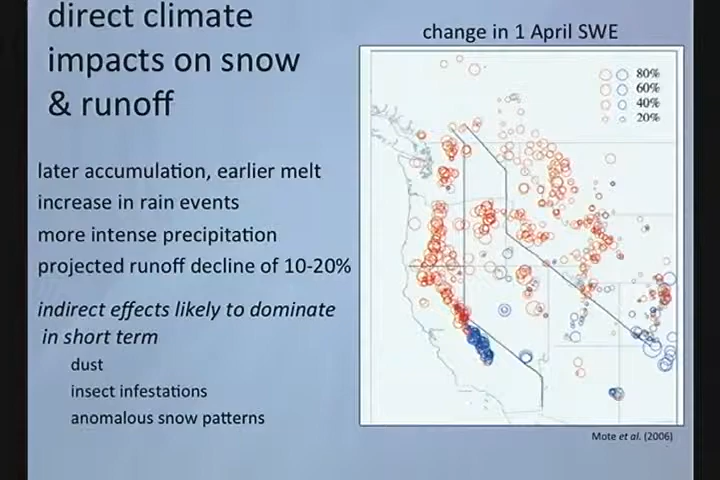 direct climate
impacts on snow
& runoff
later accumulation, earlier melt
increase in rain events
more intense precipitation
projected runoff decline of 10-20%
indirect effects likely to dominate
in short term
dust
insect infestations
anomalous snow patterns
change in 1 April SWE
80%
60%
40%
20%
Mote et al. (2006)